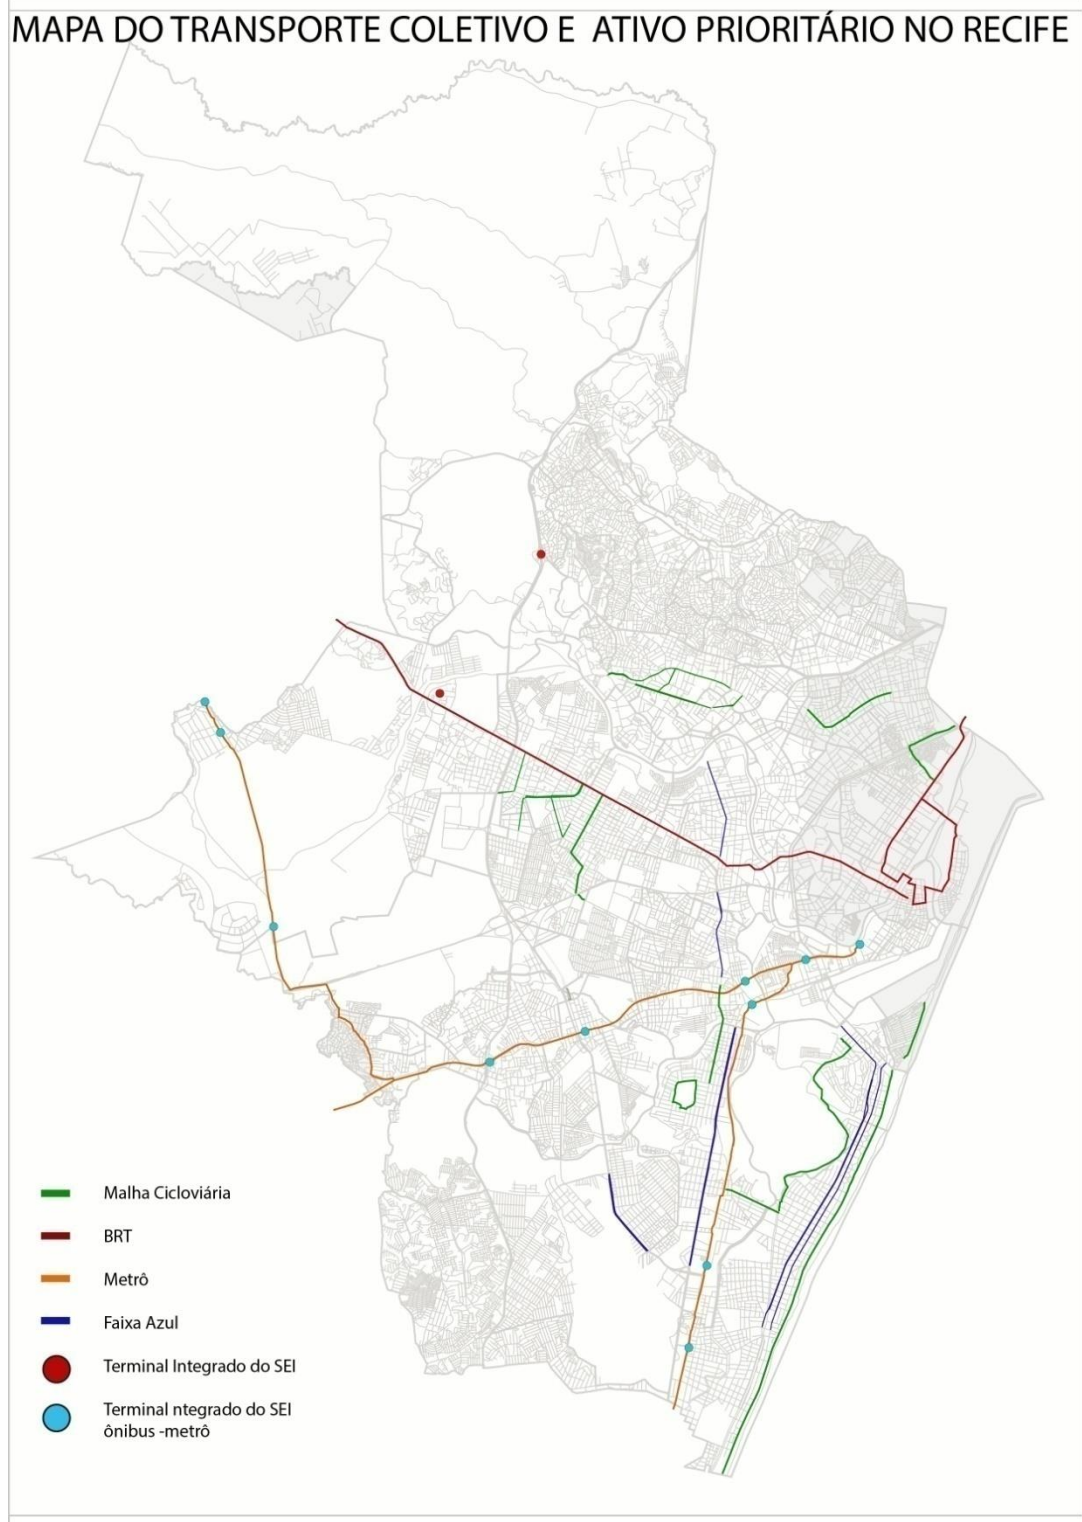 MAPA DO TRANSPORTE COLETIVO E ATIVO PRIORITÁRIO NO RECIFE
Malha Cicloviária
BRT
Metrô
Faixa Azul
Terminal Integrado do SEI
Terminal ntegrado do SEI
ônibus -metrô